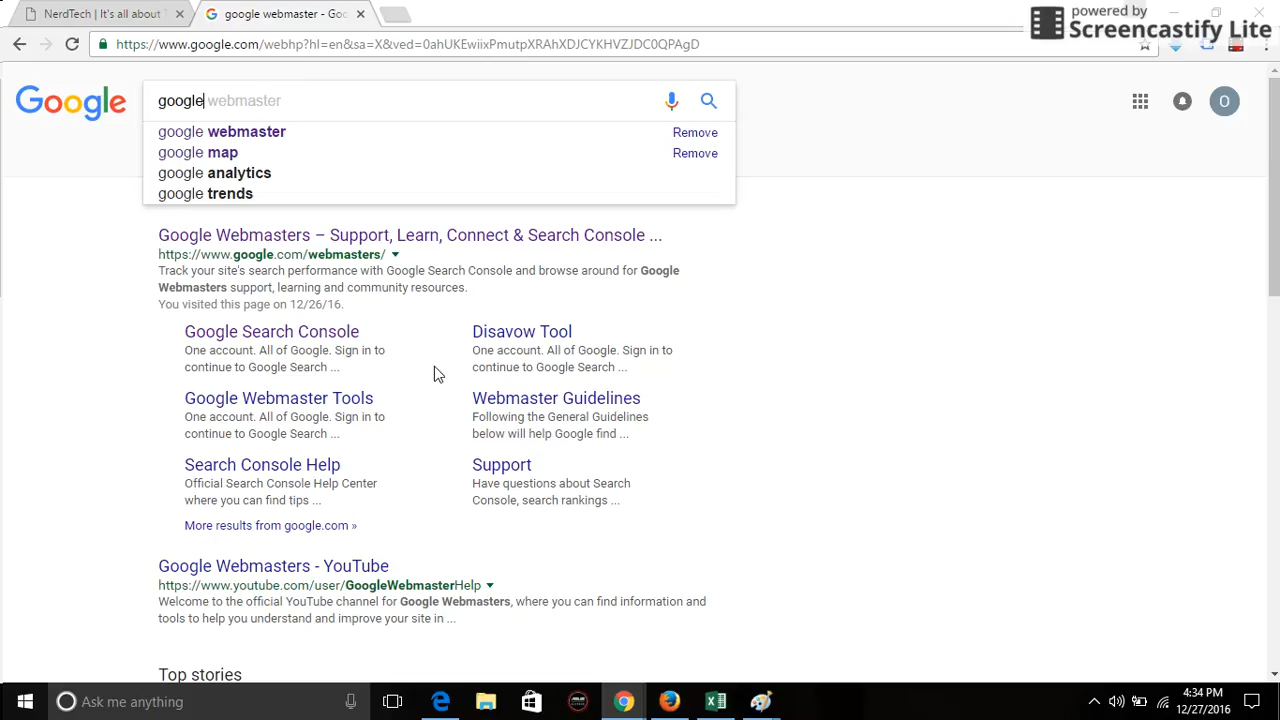 NerdTech | It's all about T
google webmaster - Goo
powered by
Screencastify Lite
https://www.google.com/webhp?hl=en&sa=X&ved=0ahUKEwiixPmutpXRAhXDJCYKHVZJDC0QPAgD
Google
google webmaster
O
google webmaster
Remove
google map
Remove
google analytics
google trends
Google Webmasters – Support, Learn, Connect & Search Console ...
https://www.google.com/webmasters/
Track your site's search performance with Google Search Console and browse around for Google
Webmasters support, learning and community resources.
You visited this page on 12/26/16.
Google Search Console
One account. All of Google. Sign in to
continue to Google Search ...
Disavow Tool
One account. All of Google. Sign in to
continue to Google Search ...
Google Webmaster Tools
One account. All of Google. Sign in to
continue to Google Search ...
Webmaster Guidelines
Following the General Guidelines
below will help Google find ...
Search Console Help
Official Search Console Help Center
where you can find tips ...
Support
Have questions about Search
Console, search rankings ...
More results from google.com »
Google Webmasters - YouTube
https://www.youtube.com/user/GoogleWebmasterHelp
Welcome to the official YouTube channel for Google Webmasters, where you can find information and
tools to help you understand and improve your site in ...
Top stories
Ask me anything
4:34 PM
12/27/2016